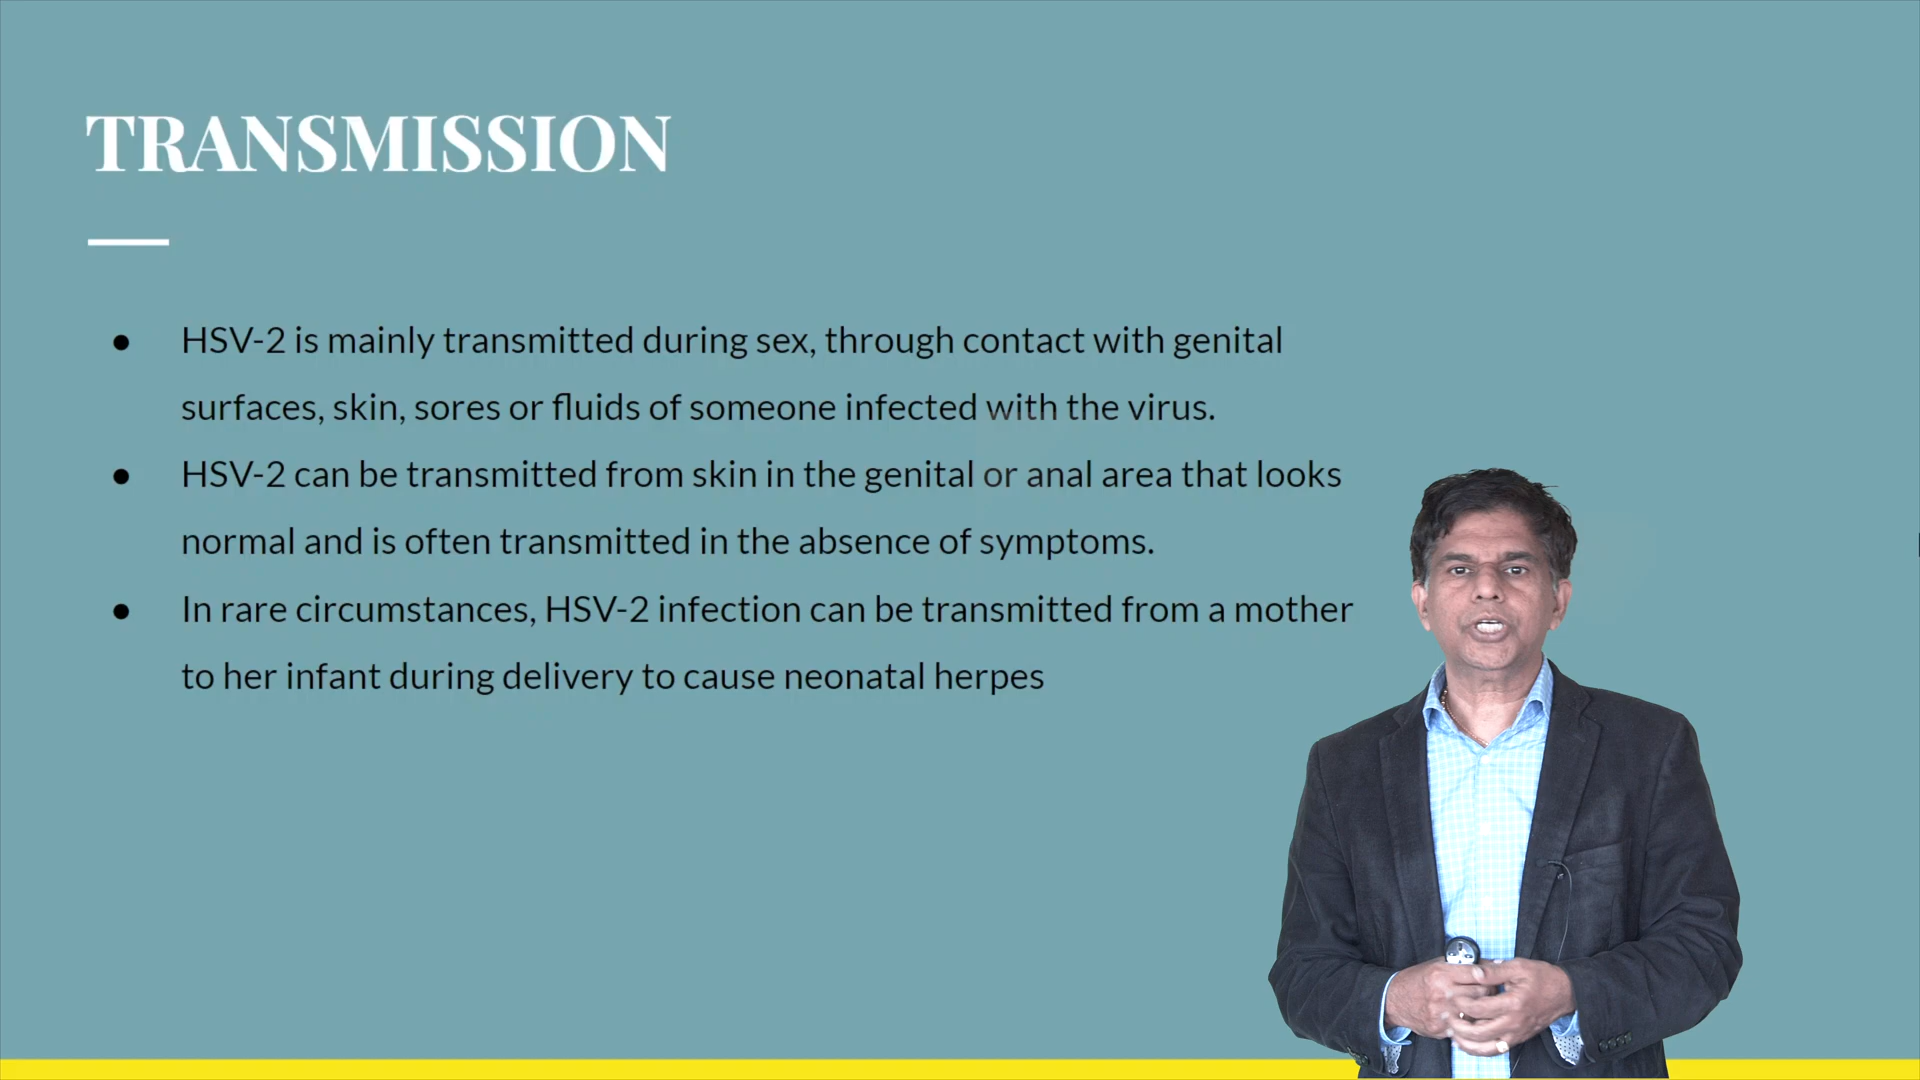 TRANSMISSION
● HSV-2 is mainly transmitted during sex, through contact with genital
surfaces, skin, sores or fluids of someone infected with the virus.
● HSV-2 can be transmitted from skin in the genital or anal area that looks
normal and is often transmitted in the absence of symptoms.
● In rare circumstances, HSV-2 infection can be transmitted from a mother
to her infant during delivery to cause neonatal herpes